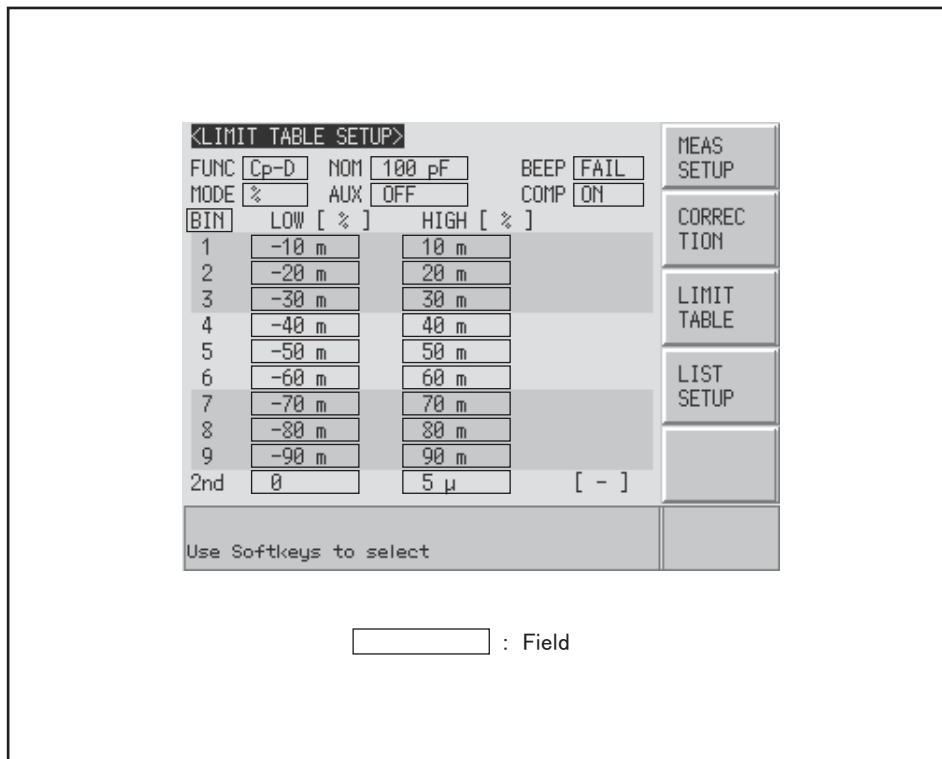 <LIMIT TABLE SETUP>
FUNC Cp-D NOM 100 pF BEEP FAIL
MODE % AUX OFF COMP ON
BIN LOW [ % ] HIGH [ % ]
1 -10 m 10 m
2 -20 m 20 m
3 -30 m 30 m
4 -40 m 40 m
5 -50 m 50 m
6 -60 m 60 m
7 -70 m 70 m
8 -80 m 80 m
9 -90 m 90 m
2nd 0 5 µ [ - ]
Use Softkeys to select
MEAS
SETUP
CORREC
TION
LIMIT
TABLE
LIST
SETUP
: Field